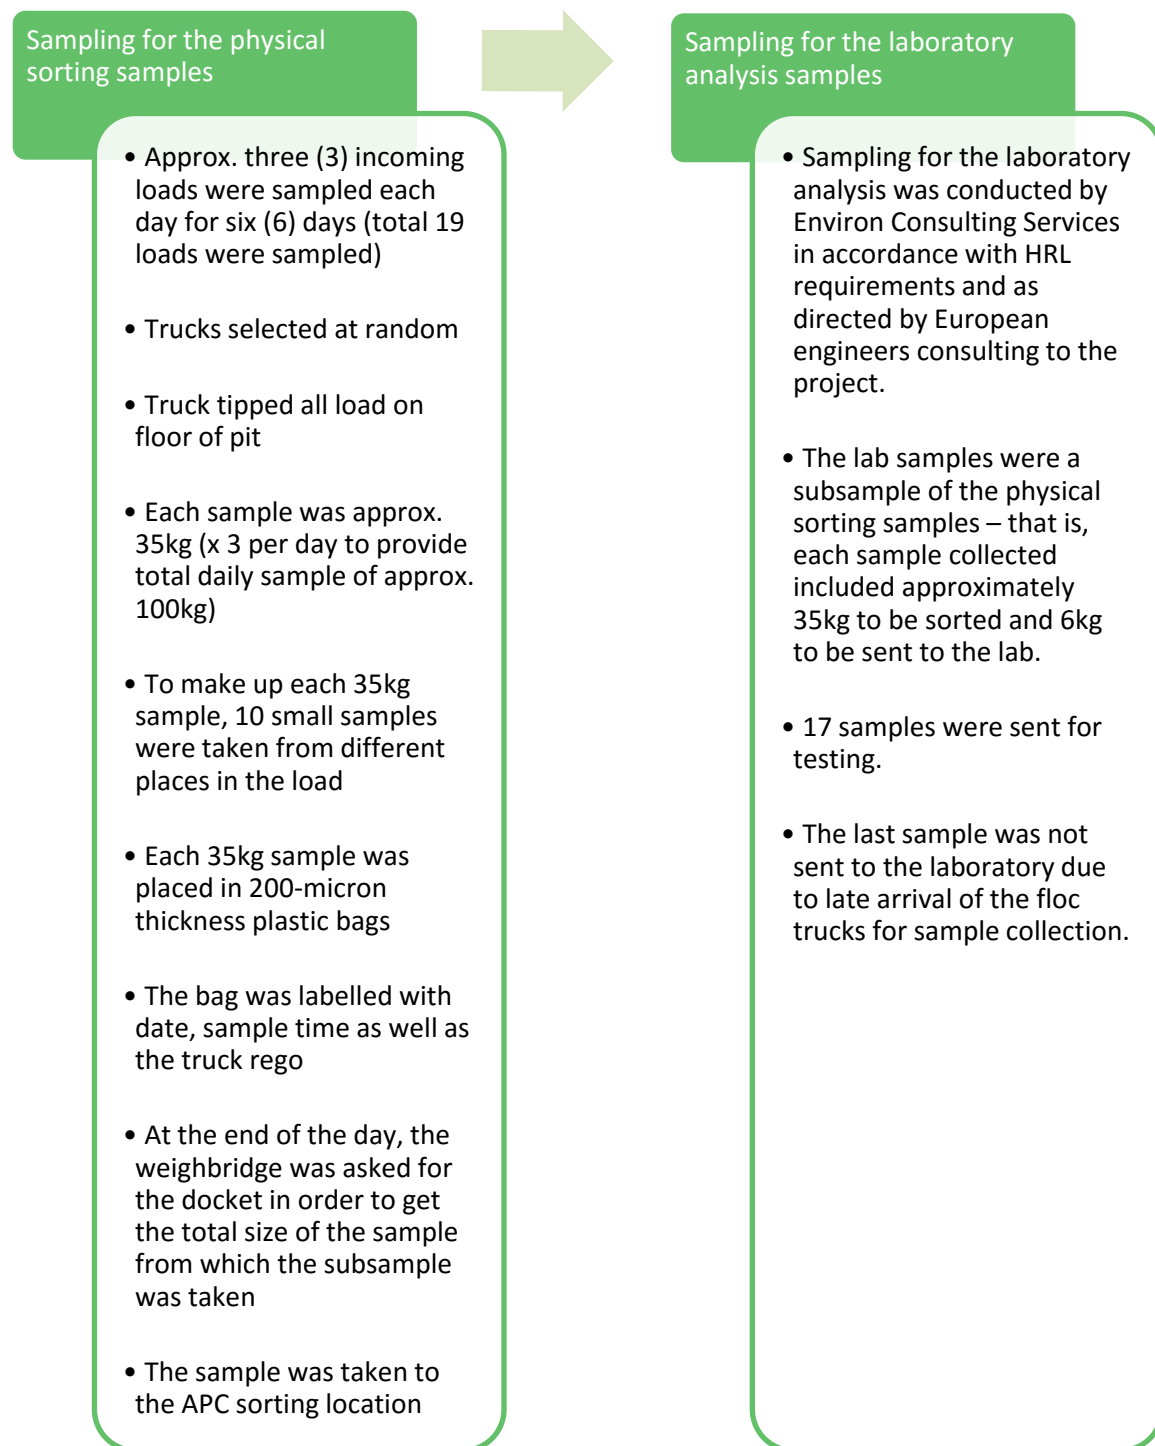 Sampling for the physical
sorting samples
• Approx. three (3) incoming
loads were sampled each
day for six (6) days (total 19
loads were sampled)
• Trucks selected at random
• Truck tipped all load on
floor of pit
• Each sample was approx.
35kg (x 3 per day to provide
total daily sample of approx.
100kg)
• To make up each 35kg
sample, 10 small samples
were taken from different
places in the load
• Each 35kg sample was
placed in 200-micron
thickness plastic bags
• The bag was labelled with
date, sample time as well as
the truck rego
• At the end of the day, the
weighbridge was asked for
the docket in order to get
the total size of the sample
from which the subsample
was taken
• The sample was taken to
the APC sorting location
Sampling for the laboratory
analysis samples
• Sampling for the laboratory
analysis was conducted by
Environ Consulting Services
in accordance with HRL
requirements and as
directed by European
engineers consulting to the
project.
• The lab samples were a
subsample of the physical
sorting samples – that is,
each sample collected
included approximately
35kg to be sorted and 6kg
to be sent to the lab.
• 17 samples were sent for
testing.
• The last sample was not
sent to the laboratory due
to late arrival of the floc
trucks for sample collection.